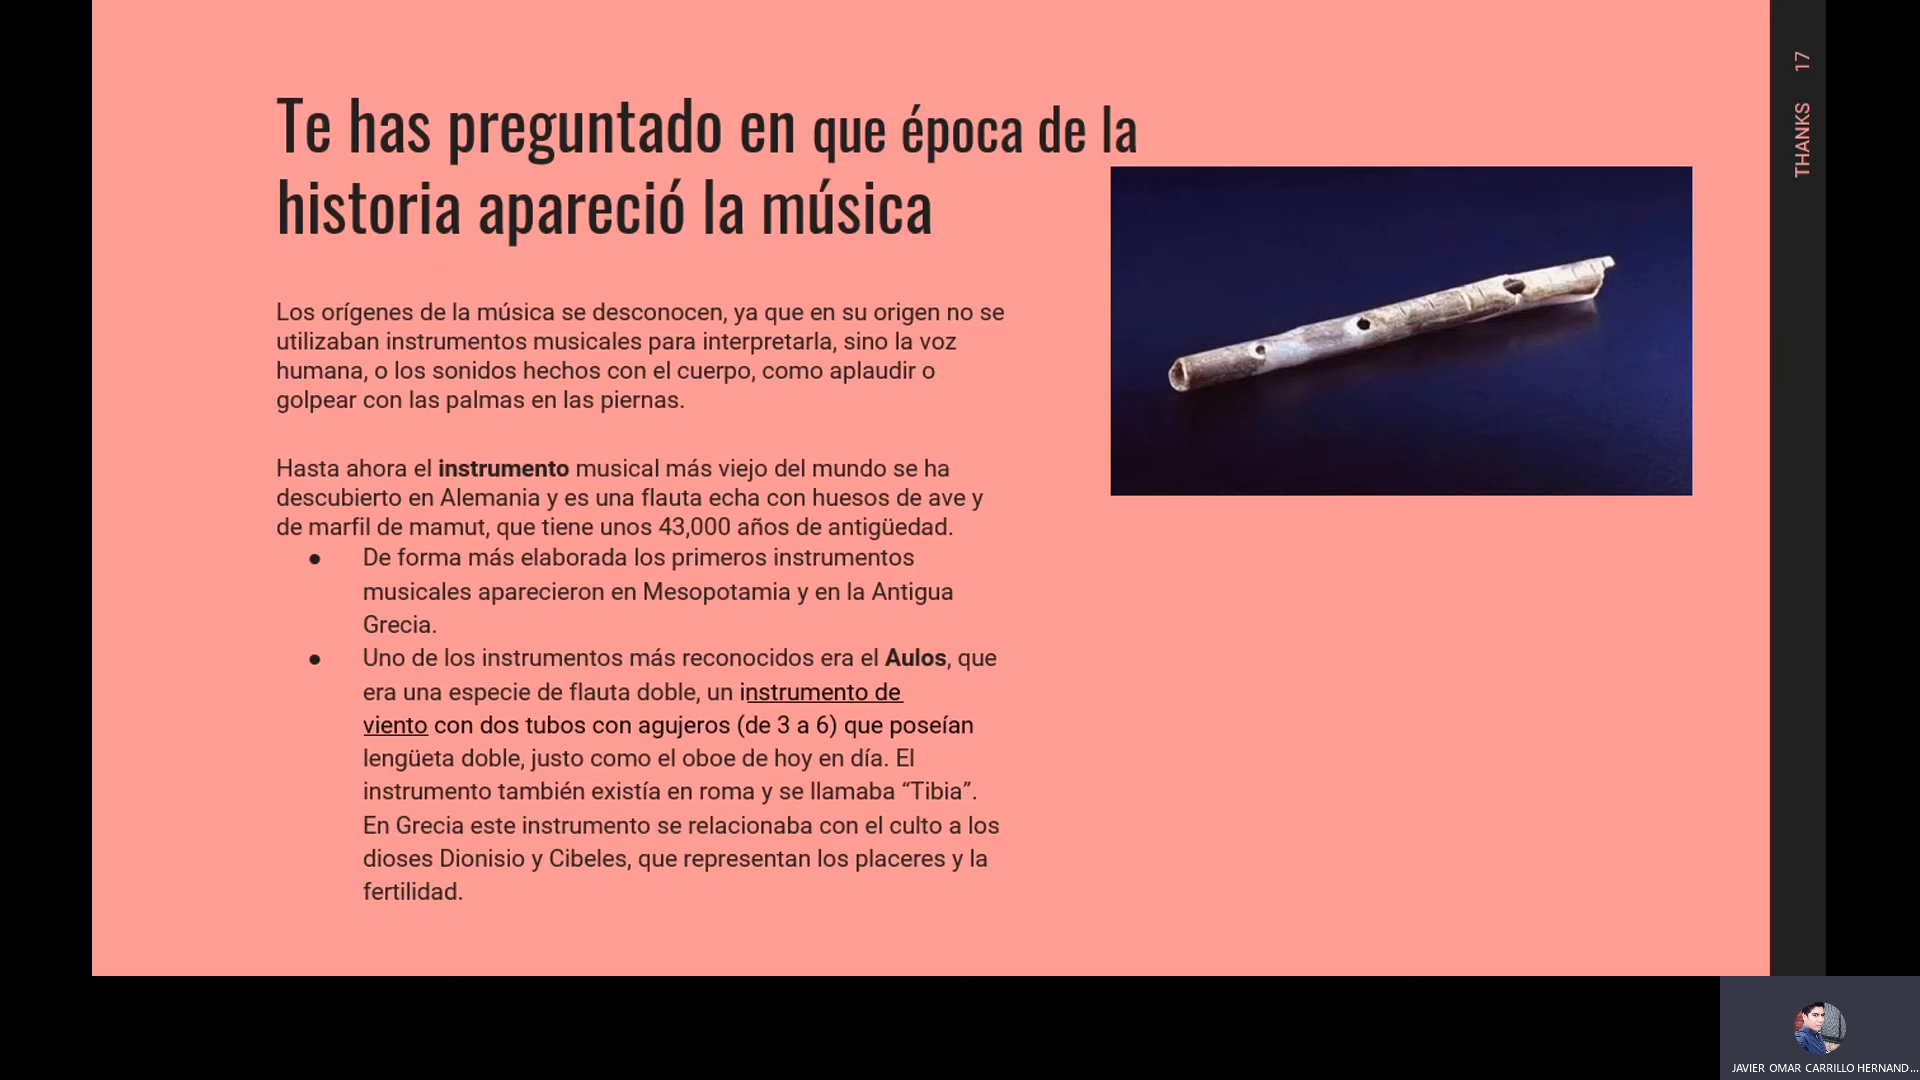 Te has preguntado en que época de la
historia apareció la música
Los orígenes de la música se desconocen, ya que en su origen no se
utilizaban instrumentos musicales para interpretarla, sino la voz
humana, o los sonidos hechos con el cuerpo, como aplaudir o
golpear con las palmas en las piernas.
Hasta ahora el instrumento musical más viejo del mundo se ha
descubierto en Alemania y es una flauta echa con huesos de ave y
de marfil de mamut, que tiene unos 43,000 años de antigüedad.
● De forma más elaborada los primeros instrumentos
musicales aparecieron en Mesopotamia y en la Antigua
Grecia.
● Uno de los instrumentos más reconocidos era el Aulos, que
era una especie de flauta doble, un instrumento de
viento con dos tubos con agujeros (de 3 a 6) que poseían
lengüeta doble, justo como el oboe de hoy en día. El
instrumento también existía en roma y se llamaba “Tibia”.
En Grecia este instrumento se relacionaba con el culto a los
dioses Dionisio y Cibeles, que representan los placeres y la
fertilidad.
THANKS 17
JAVIER OMAR CARRILLO HERNAND...